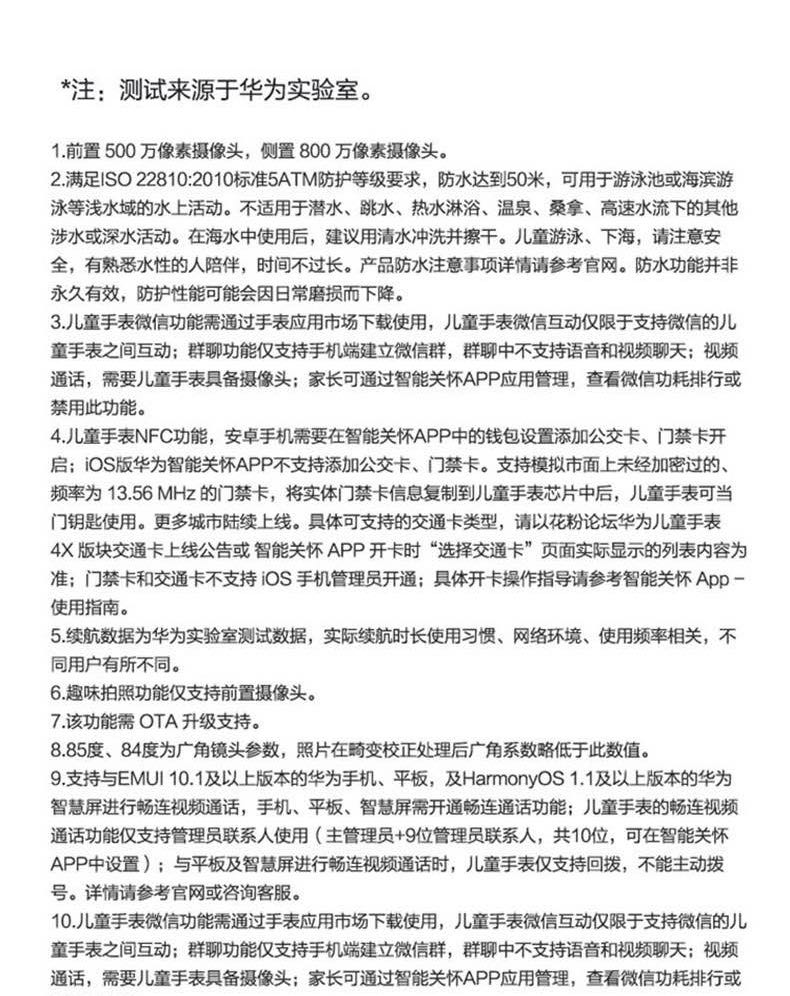 *注：测试来源于华为实验室。
1.前置 500 万像素摄像头，侧置 800 万像素摄像头。
2.满足ISO 22810:2010标准5ATM防护等级要求，防水达到50米，可用于游泳池或海滨游
泳等浅水域的水上活动。不适用于潜水、跳水、热水淋浴、温泉、桑拿、高速水流下的其他
涉水或深水活动。在海水中使用后，建议用清水冲洗并擦干。儿童游泳、下海，请注意安
全，有熟悉水性的人陪伴，时间不过长。产品防水注意事项详情请参考官网。防水功能并非
永久有效，防护性能可能会因日常磨损而下降。
3.儿童手表微信功能需通过手表应用市场下载使用，儿童手表微信互动仅限于支持微信的儿
童手表之间互动；群聊功能仅支持手机端建立微信群，群聊中不支持语音和视频聊天；视频
通话，需要儿童手表具备摄像头；家长可通过智能关怀APP应用管理，查看微信功耗排行或
禁用此功能。
4.儿童手表NFC功能，安卓手机需要在智能关怀APP中的钱包设置添加公交卡、门禁卡开
启；iOS版华为智能关怀APP不支持添加公交卡、门禁卡。支持模拟市面上未经加密过的、
频率为 13.56 MHz 的门禁卡，将实体门禁卡信息复制到儿童手表芯片中后，儿童手表可当
门钥匙使用。更多城市陆续上线。具体可支持的交通卡类型，请以花粉论坛华为儿童手表
4X 版块交通卡上线公告或 智能关怀 APP 开卡时“选择交通卡”页面实际显示的列表内容为
准；门禁卡和交通卡不支持 iOS 手机管理员开通；具体开卡操作指导请参考智能关怀 App –
使用指南。
5.续航数据为华为实验室测试数据，实际续航时长使用习惯、网络环境、使用频率相关，不
同用户有所不同。
6.趣味拍照功能仅支持前置摄像头。
7.该功能需 OTA 升级支持。
8.85度、84度为广角镜头参数，照片在畸变校正处理后广角系数略低于此数值。
9.支持与EMUI 10.1及以上版本的华为手机、平板，及HarmonyOS 1.1及以上版本的华为
智慧屏进行畅连视频通话，手机、平板、智慧屏需开通畅连通话功能；儿童手表的畅连视频
通话功能仅支持管理员联系人使用（主管理员+9位管理员联系人，共10位，可在智能关怀
APP中设置）；与平板及智慧屏进行畅连视频通话时，儿童手表仅支持回拨，不能主动拨
号。详情请参考官网或咨询客服。
10.儿童手表微信功能需通过手表应用市场下载使用，儿童手表微信互动仅限于支持微信的儿
童手表之间互动；群聊功能仅支持手机端建立微信群，群聊中不支持语音和视频聊天；视频
通话，需要儿童手表具备摄像头；家长可通过智能关怀APP应用管理，查看微信功耗排行或